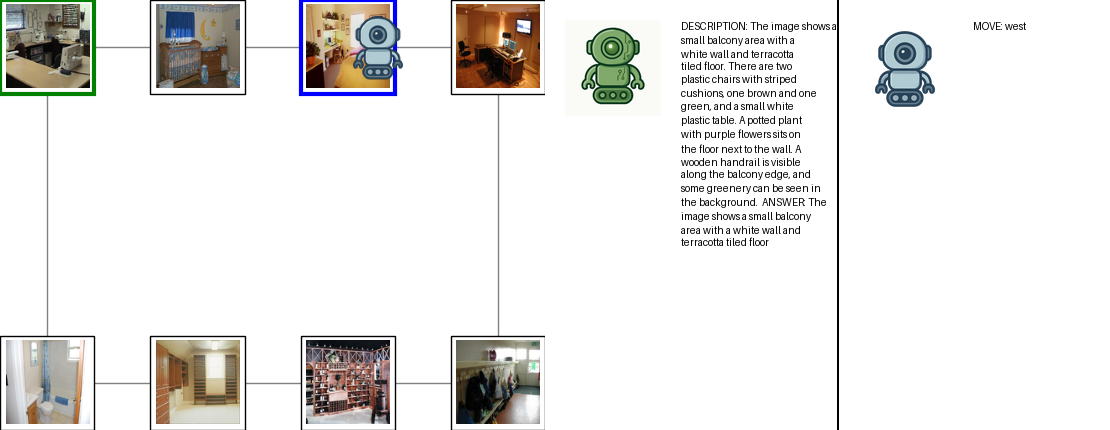 DESCRIPTION: The image shows a
small balcony area with a
white wall and terracotta
tiled floor. There are two
plastic chairs with striped
cushions, one brown and one
green, and a small white
plastic table. A potted plant
with purple flowers sits on
the floor next to the wall. A
wooden handrail is visible
along the balcony edge, and
some greenery can be seen in
the background.  ANSWER: The
image shows a small balcony
area with a white wall and
terracotta tiled floor
MOVE: west